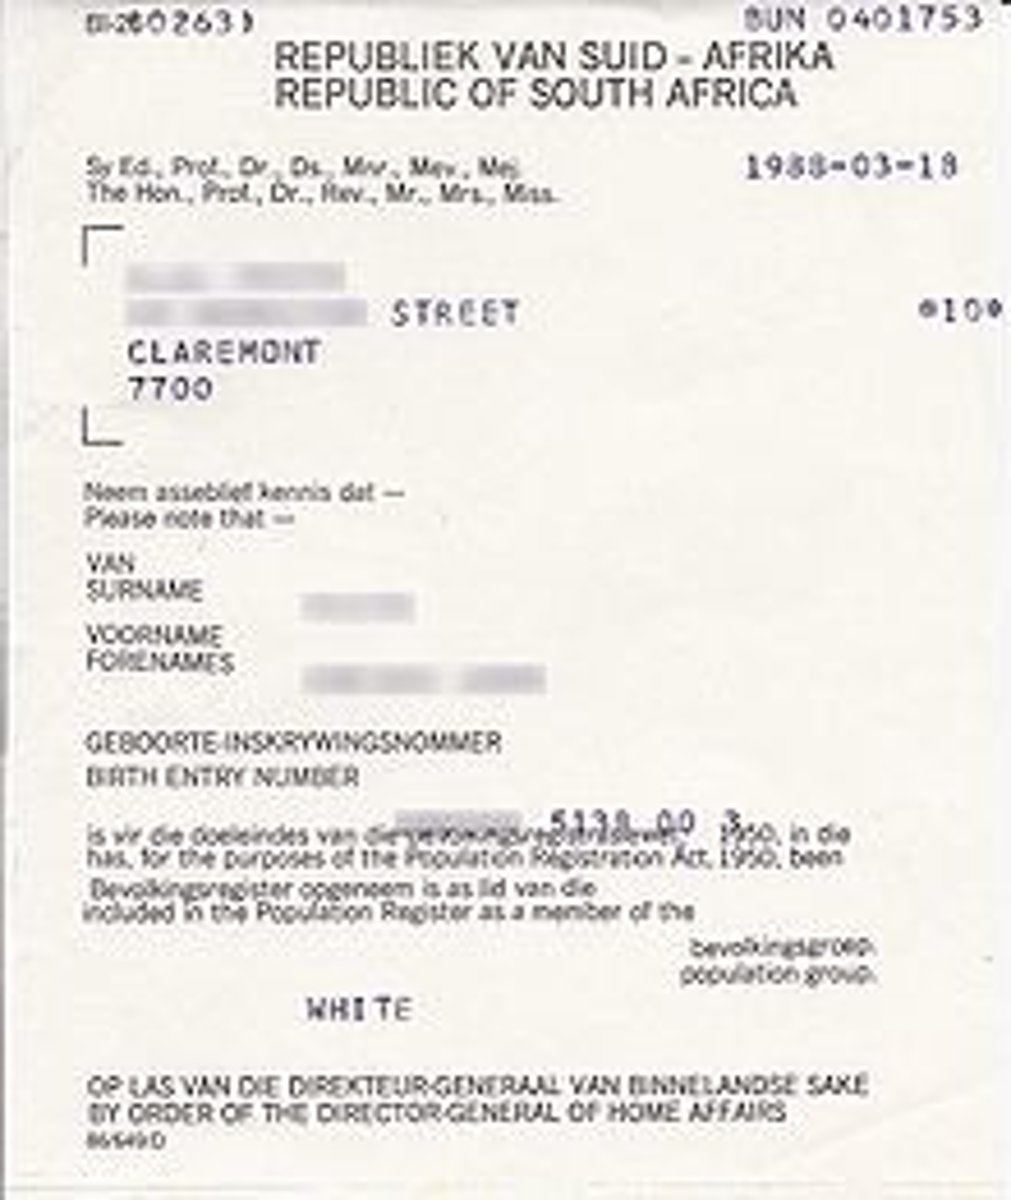 BUN 0401753
REPUBLIEK VAN SUID - AFRIKA
REPUBLIC OF SOUTH AFRICA
Sy Ed., Prof., Dr., Ds., Mnr., Mev., Mej.
1988-03-18
The Hon., Prof., Dr., Rev., Mr., Mrs., Miss.
STREET
*10*
CLAREMONT
7700
Neem asseblief kennis dat —
Please note that —
VAN
SURNAME
VOORNAME
FORENAMES
GEBOORTE-INSKRYWINGSNOMMER
BIRTH ENTRY NUMBER
5138 00 3
is vir die doeleindes van die 1950, in die
has, for the purposes of the Population Registration Act, 1950, been
Bevolkingsregister opgeneem is as lid van die
included in the Population Register as a member of the
bevolkingsgroep.
population group.
WHITE
OP LAS VAN DIE DIREKTEUR-GENERAAL VAN BINNELANDSE SAKE
BY ORDER OF THE DIRECTOR-GENERAL OF HOME AFFAIRS